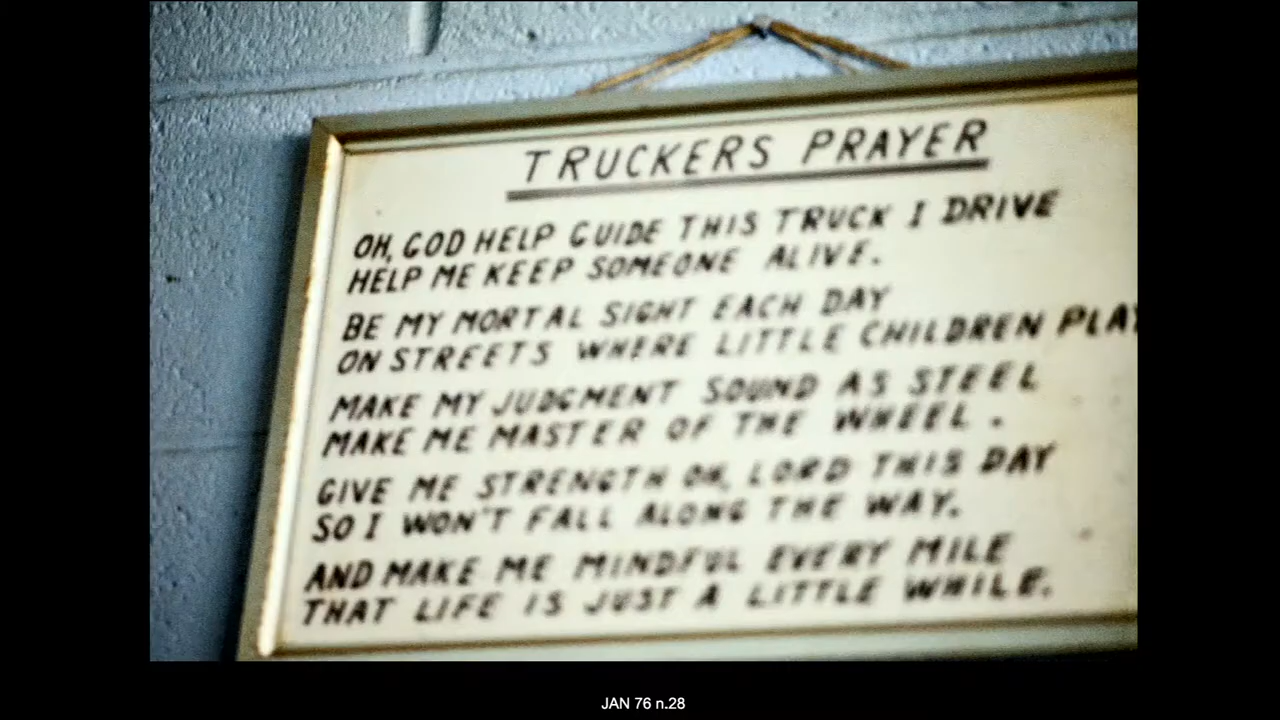 TRUCKERS PRAYER
OH, GOD HELP GUIDE THIS TRUCK I DRIVE
HELP ME KEEP SOMEONE ALIVE.
BE MY MORTAL SIGHT EACH DAY
ON STREETS WHERE LITTLE CHILDREN PLAY
MAKE MY JUDGMENT SOUND AS STEEL
MAKE ME MASTER OF THE WHEEL.
GIVE ME STRENGTH OH, LORD THIS DAY
SO I WON'T FALL ALONG THE WAY.
AND MAKE ME MINDFUL EVERY MILE
THAT LIFE IS JUST A LITTLE WHILE.
JAN 76 n.28